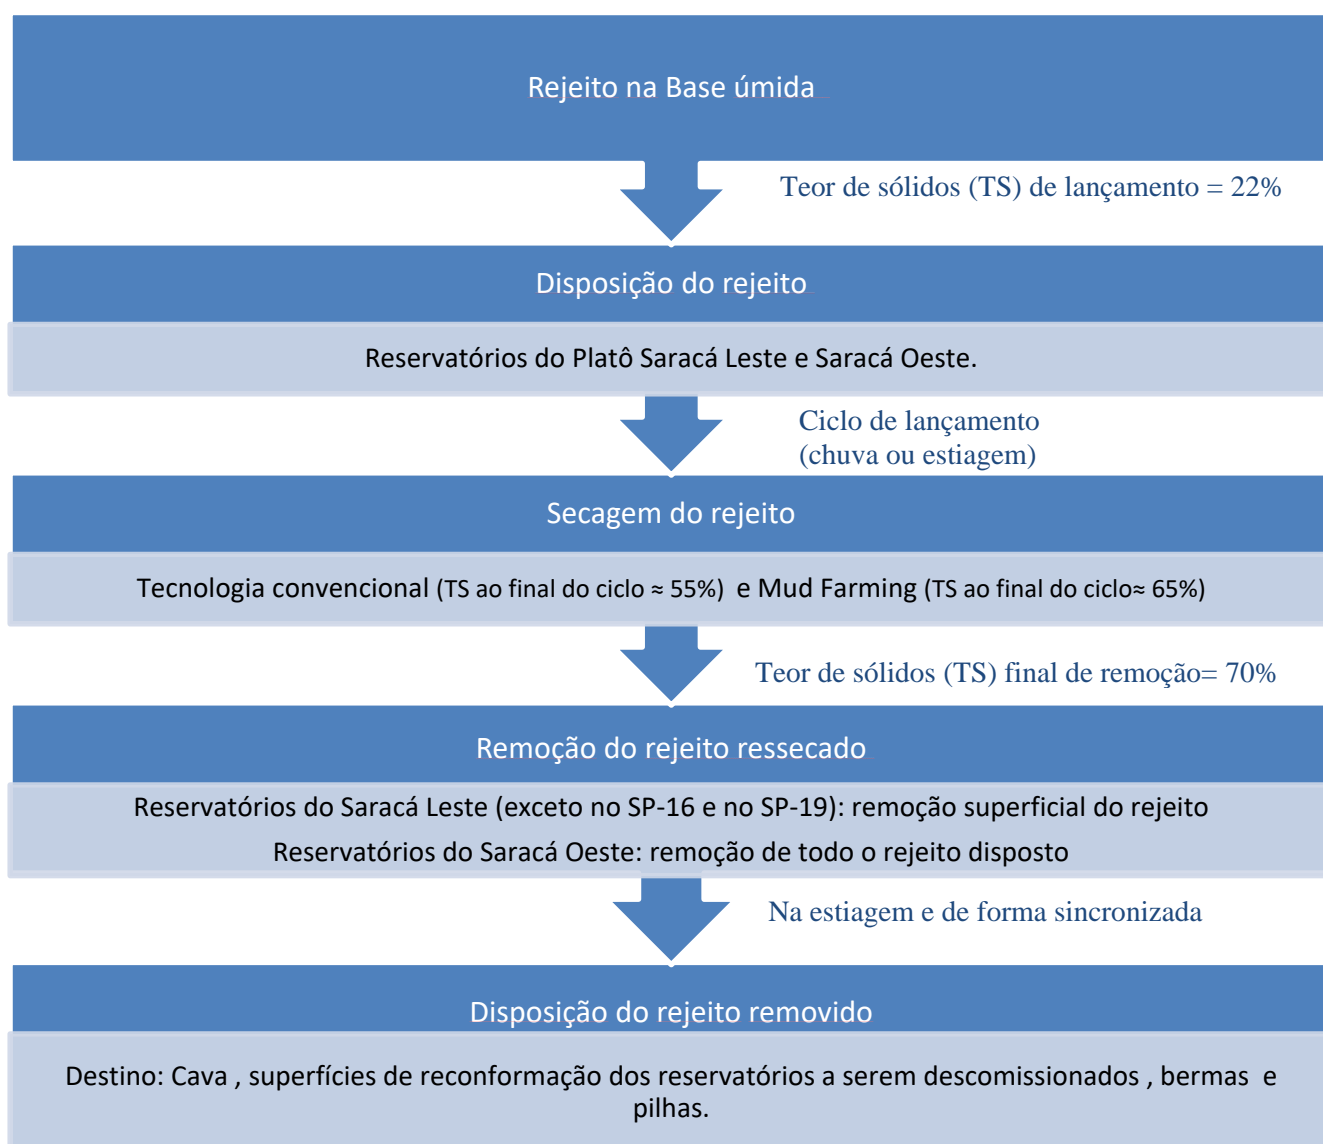 Rejeito na Base úmida
Teor de sólidos (TS) de lançamento = 22%
Disposição do rejeito
Reservatórios do Platô Saracá Leste e Saracá Oeste.
Ciclo de lançamento
(chuva ou estiagem)
Secagem do rejeito
Tecnologia convencional (TS ao final do ciclo ≈ 55%) e Mud Farming (TS ao final do ciclo≈ 65%)
Teor de sólidos (TS) final de remoção= 70%
Remoção do rejeito ressecado
Reservatórios do Saracá Leste (exceto no SP-16 e no SP-19): remoção superficial do rejeito
Reservatórios do Saracá Oeste: remoção de todo o rejeito disposto
Na estiagem e de forma sincronizada
Disposição do rejeito removido
Destino: Cava , superfícies de reconformação dos reservatórios a serem descomissionados , bermas e
pilhas.